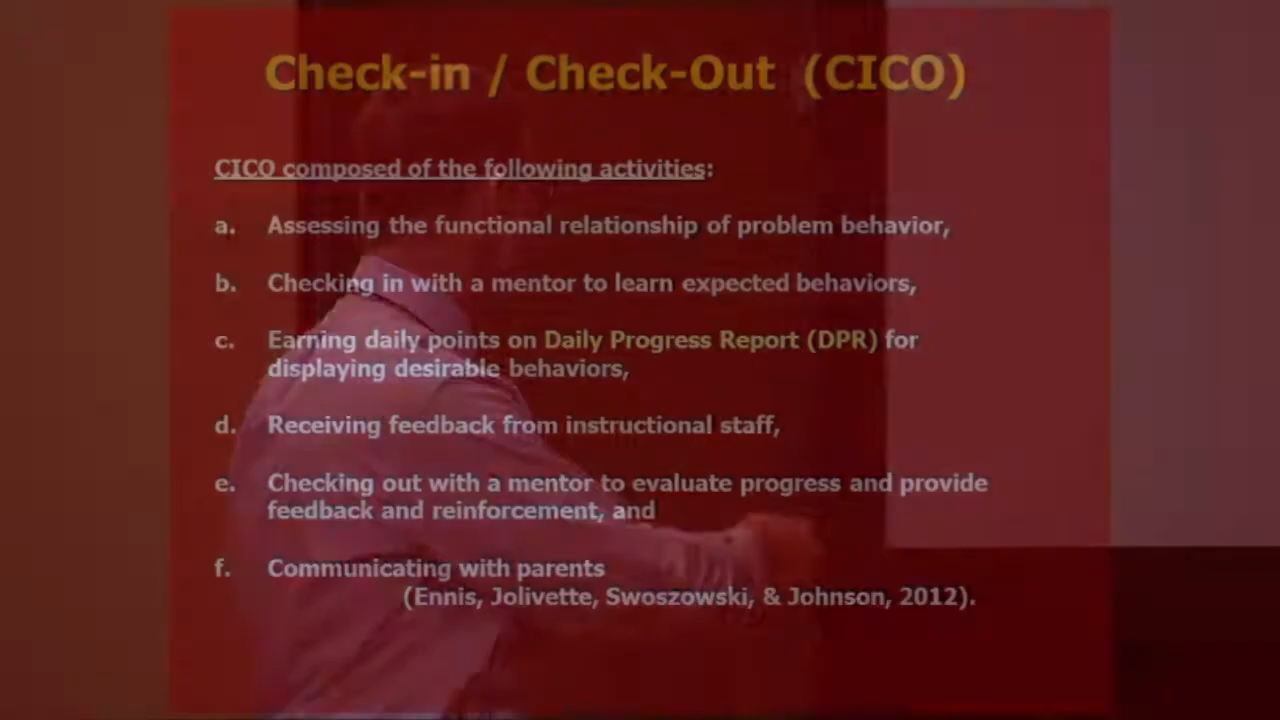 Check-in / Check-Out (CICO)
CICO composed of the following activities:
a. Assessing the functional relationship of problem behavior,
b. Checking in with a mentor to learn expected behaviors,
c. Earning daily points on Daily Progress Report (DPR) for
displaying desirable behaviors,
d. Receiving feedback from instructional staff,
e. Checking out with a mentor to evaluate progress and provide
feedback and reinforcement, and
f. Communicating with parents
(Ennis, Jolivette, Swoszowski, & Johnson, 2012).